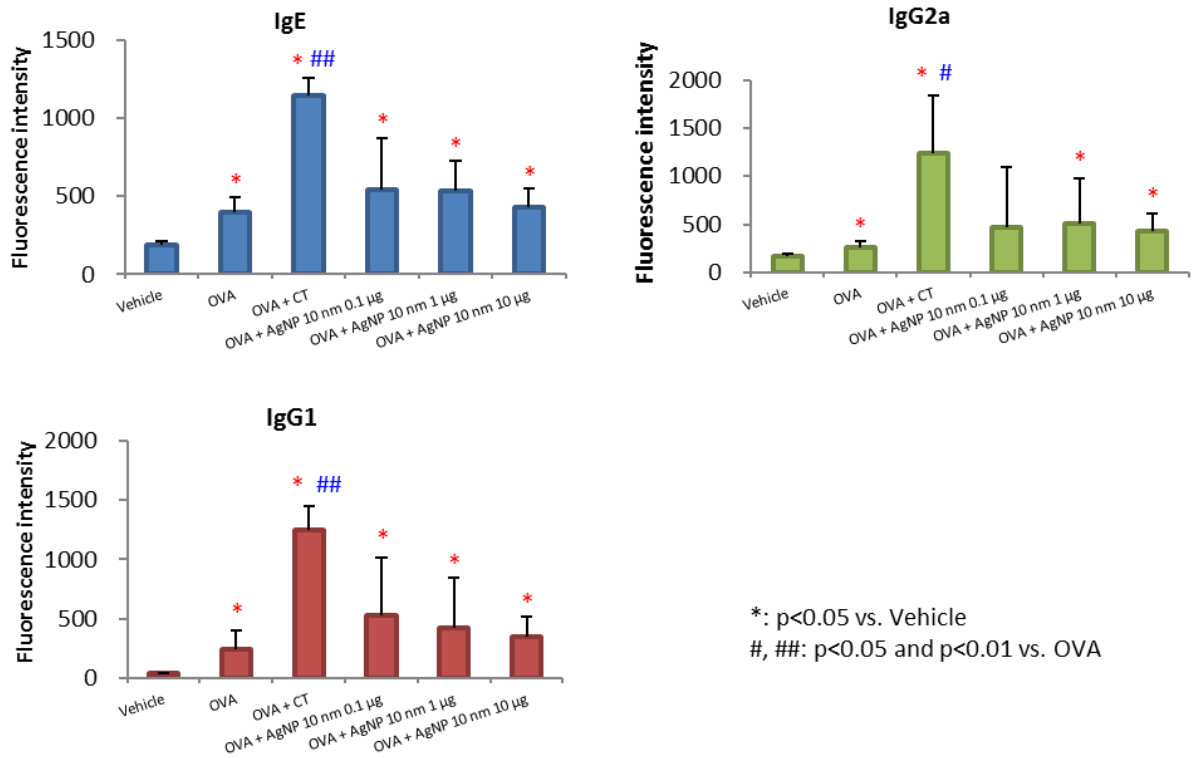 IgE
Fluorescence intensity
1500
1000
500
0
* ##
*
*
*
*
Vehicle
OVA
OVA + CT
OVA + AgNP 10 nm 0.1 µg
OVA + AgNP 10 nm 1 µg
OVA + AgNP 10 nm 10 µg
IgG2a
Fluorescence intensity
2000
1500
1000
500
0
* #
*
*
*
Vehicle
OVA
OVA + CT
OVA + AgNP 10 nm 0.1 µg
OVA + AgNP 10 nm 1 µg
OVA + AgNP 10 nm 10 µg
IgG1
Fluorescence intensity
2000
1500
1000
500
0
* ##
*
*
*
*
Vehicle
OVA
OVA + CT
OVA + AgNP 10 nm 0.1 µg
OVA + AgNP 10 nm 1 µg
OVA + AgNP 10 nm 10 µg
*: p<0.05 vs. Vehicle
#, ##: p<0.05 and p<0.01 vs. OVA